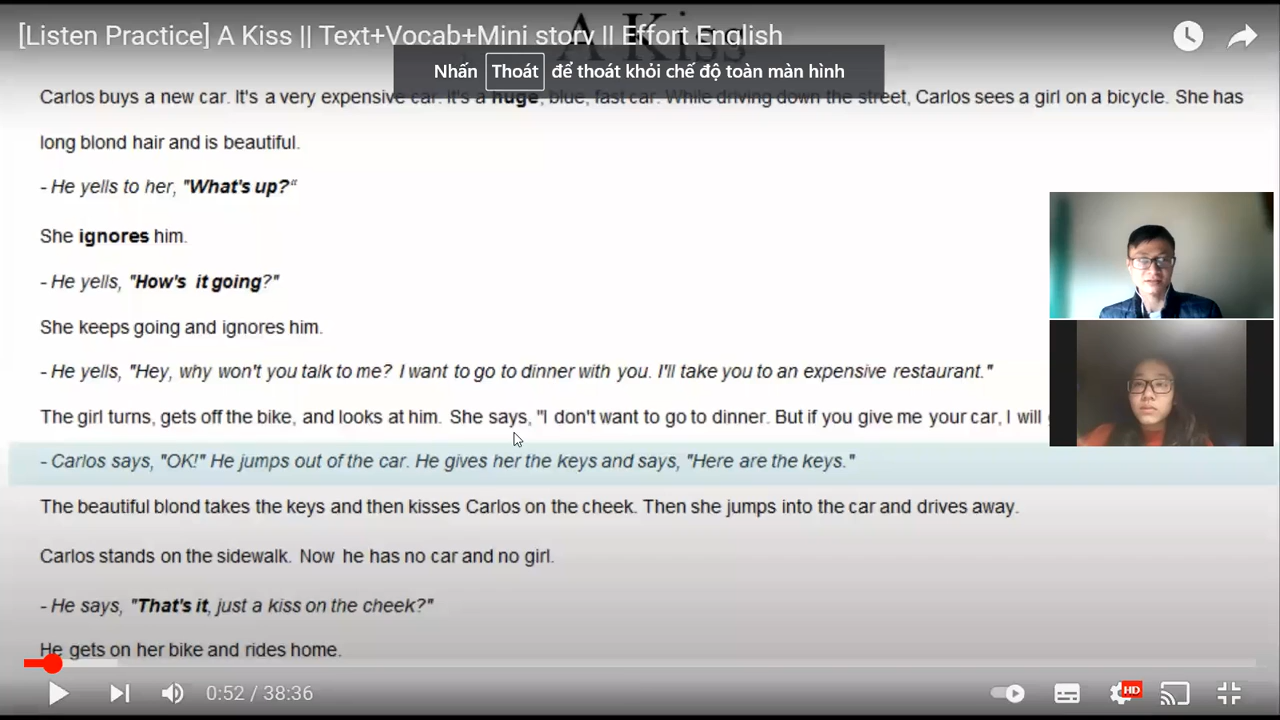 A Kiss
[Listen Practice] A Kiss || Text+Vocab+Mini story || Effort English
Nhấn Thoát để thoát khỏi chế độ toàn màn hình
Carlos buys a new car. It's a very expensive car. It's a huge, blue, fast car. While driving down the street, Carlos sees a girl on a bicycle. She has
long blond hair and is beautiful.
- He yells to her, "What's up?“
She ignores him.
- He yells, "How's it going?"
She keeps going and ignores him.
- He yells, "Hey, why won't you talk to me? I want to go to dinner with you. I'll take you to an expensive restaurant."
The girl turns, gets off the bike, and looks at him. She says, "I don't want to go to dinner. But if you give me your car, I will
- Carlos says, "OK!" He jumps out of the car. He gives her the keys and says, "Here are the keys."
The beautiful blond takes the keys and then kisses Carlos on the cheek. Then she jumps into the car and drives away.
Carlos stands on the sidewalk. Now he has no car and no girl.
- He says, "That's it, just a kiss on the cheek?"
He gets on her bike and rides home.
0:52 / 38:36
HD